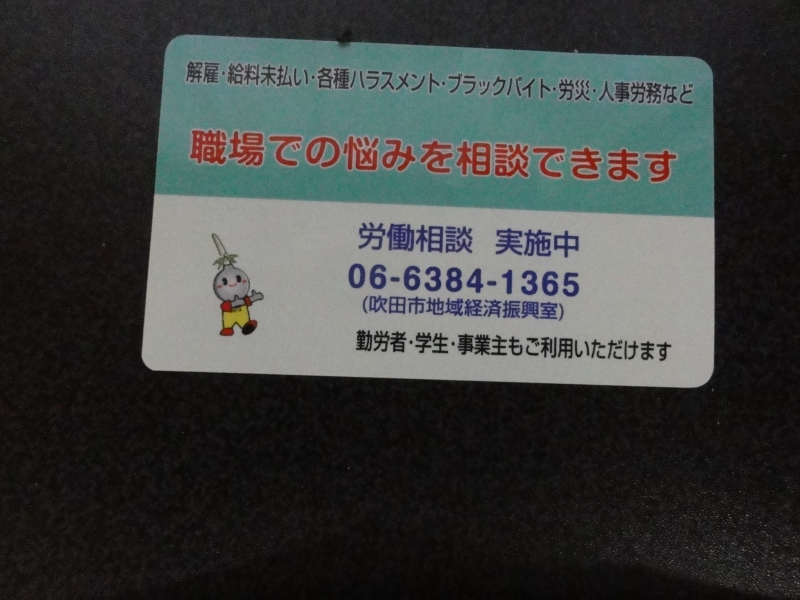 解雇・給料未払い・各種ハラスメント・ブラックバイト・労災・人事労務など
職場での悩みを相談できます
労働相談 実施中
06-6384-1365
(吹田市地域経済振興室)
勤労者・学生・事業主もご利用いただけます